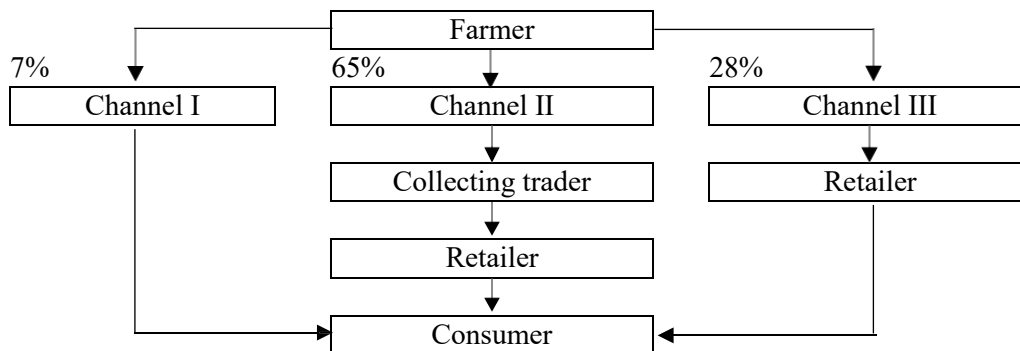 Farmer
7%
65%
28%
Channel I
Channel II
Channel III
Collecting trader
Retailer
Retailer
Consumer